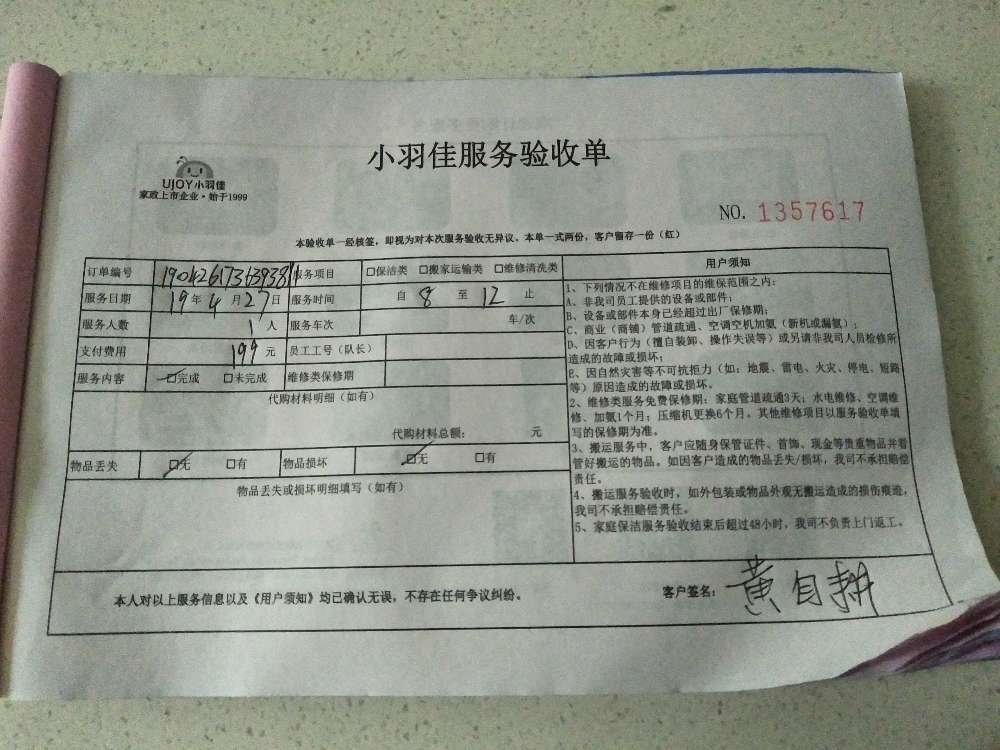 小羽佳服务验收单
UJOY小羽佳
家政上市企业·始于1999
NO. 1357617
本验收单一经核签，即视为对本次服务验收无异议。本单一式两份，客户留存一份（红）
订单编号 服务项目 □保洁类 □搬家运输类 □维修清洗类
服务日期 19年4月27日 服务时间 自 8 至 12 止
服务人数 1人 服务车次 车/次
支付费用 199元 员工工号（队长）
服务内容 □完成 □未完成 维修类保修期
代购材料明细（如有）
代购材料总额： 元
物品丢失 □无 □有 物品损坏 □无 □有
物品丢失或损坏明细填写（如有）
用户须知
1、下列情况不在维修项目的维保范围之内：
A、非我司员工提供的设备或部件；
B、设备或部件本身已经超过出厂保修期；
C、商业（商铺）管道疏通、空调空机加氨（新机或漏氨）；
D、因客户行为（擅自装卸、操作失误等）或另请非我司人员检修所
造成的故障或损坏；
E、因自然灾害等不可抗拒力（如：地震、雷电、火灾、停电、短路
等）原因造成的故障或损坏。
2、维修类服务免费保修期：家庭管道疏通3天；水电维修、空调维
修、加氨1个月；压缩机更换6个月。其他维修项目以服务验收单填
写的保修期为准。
3、搬运服务中，客户应随身保管证件、首饰、现金等贵重物品并看
管好搬运的物品。如因客户造成的物品丢失/损坏，我司不承担赔偿
责任。
4、搬运服务验收时，如外包装或物品外观无搬运造成的损伤痕迹，
我司不承担赔偿责任。
5、家庭保洁服务验收结束后超过48小时，我司不负责上门返工。
本人对以上服务信息以及《用户须知》均已确认无误，不存在任何争议纠纷。
客户签名：黄自耕